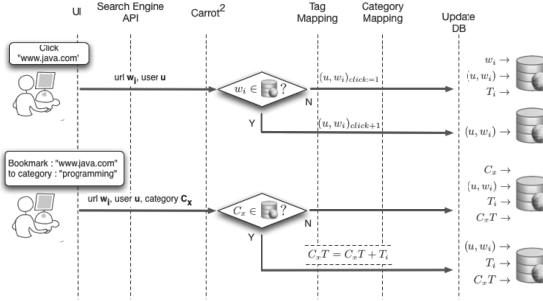 UI
Search Engine
API
Carrot²
Tag
Mapping
Category
Mapping
Update
DB
Click
"www.java.com"
url wᵢ, user u
wᵢ ∈ ?
(u, wᵢ)click:=1
N
wᵢ →
(u, wᵢ) →
Tᵢ →
Y
(u, wᵢ)click+1
(u, wᵢ) →
Bookmark : "www.java.com"
to category : "programming"
url wᵢ, user u, category Cₓ
Cₓ ∈ ?
N
Cₓ →
(u, wᵢ) →
Tᵢ →
CₓT →
Y
CₓT = CₓT + Tᵢ
(u, wᵢ) →
Tᵢ →
CₓT →